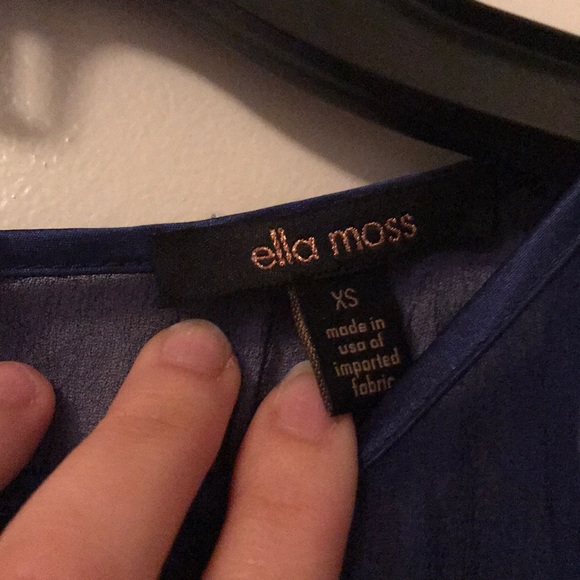 ella moss
XS
made in
usa of
imported
fabric